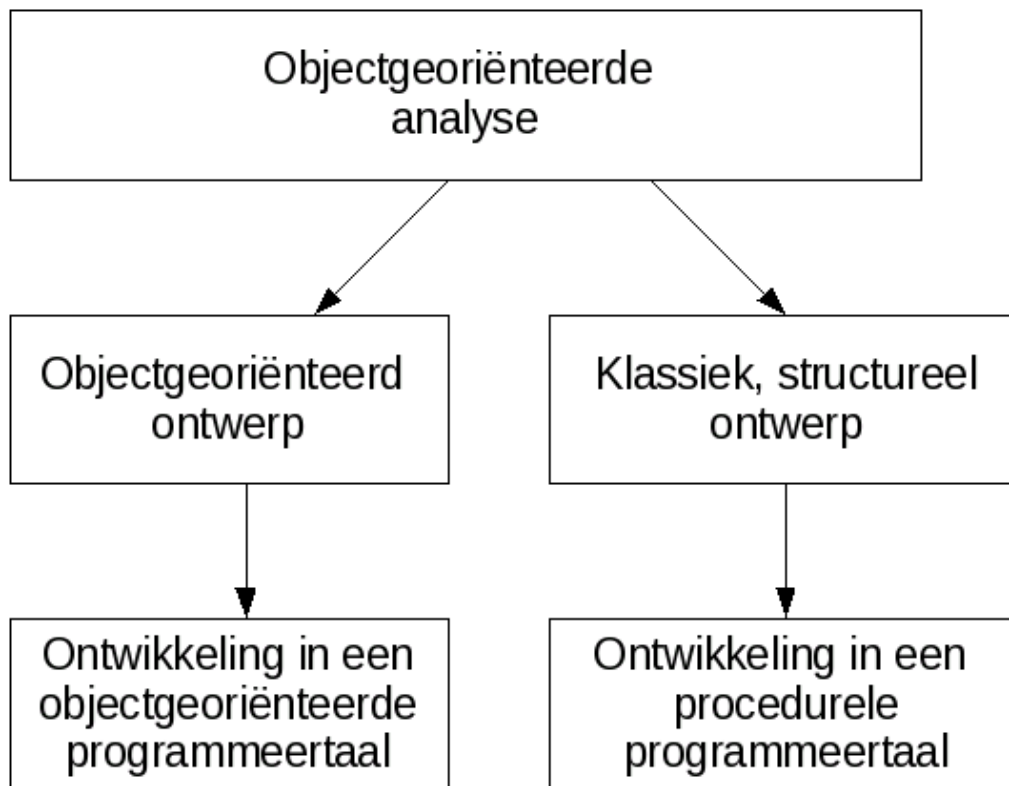 Objectgeoriënteerde
analyse
Objectgeoriënteerd
ontwerp
Klassiek, structureel
ontwerp
Ontwikkeling in een
objectgeoriënteerde
programmeertaal
Ontwikkeling in een
procedurele
programmeertaal